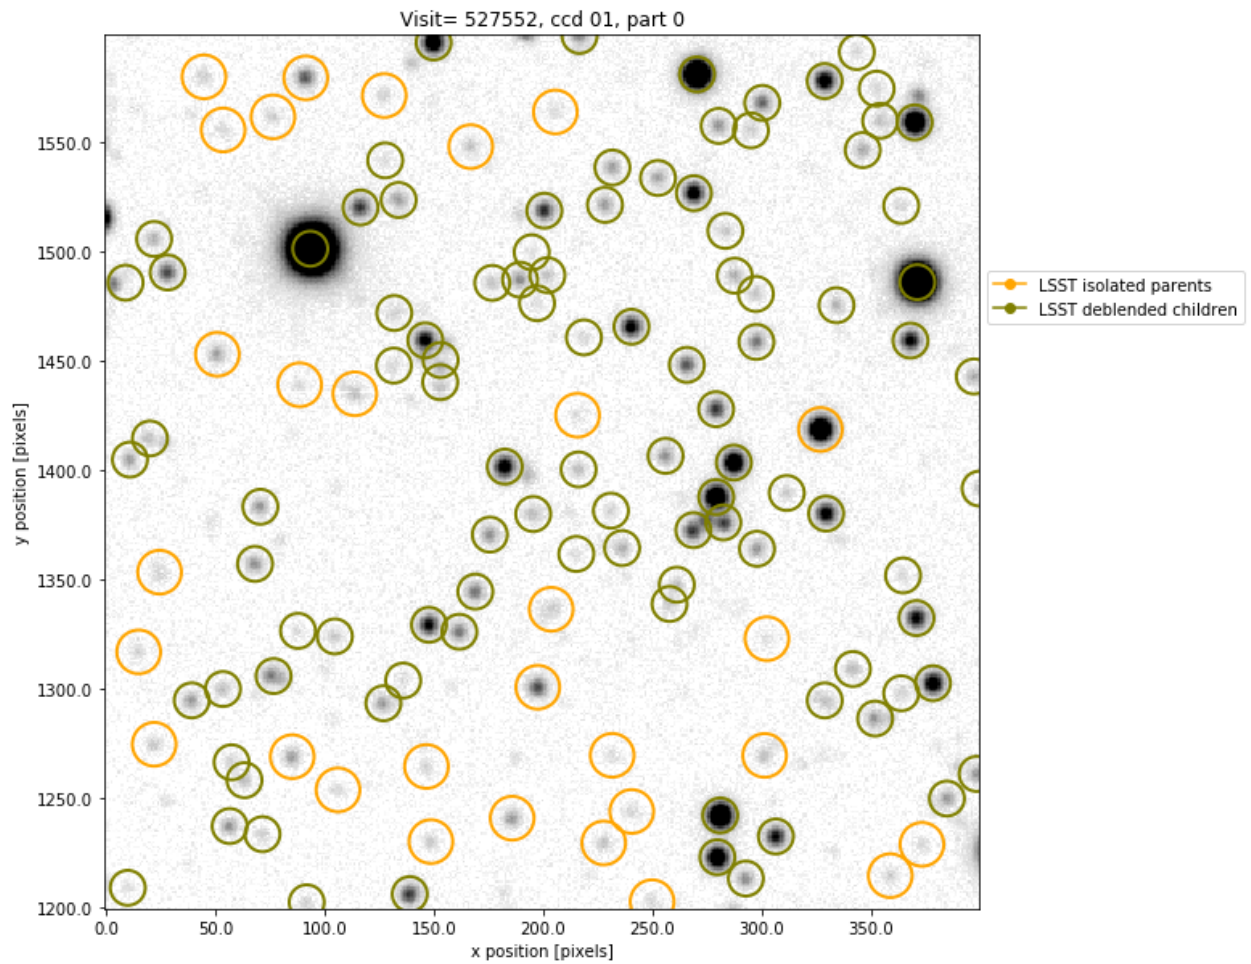 Visit= 527552, ccd 01, part 0
y position [pixels]
1550.0
1500.0
1450.0
1400.0
1350.0
1300.0
1250.0
1200.0
0.0 50.0 100.0 150.0 200.0 250.0 300.0 350.0
x position [pixels]
LSST isolated parents
LSST deblended children